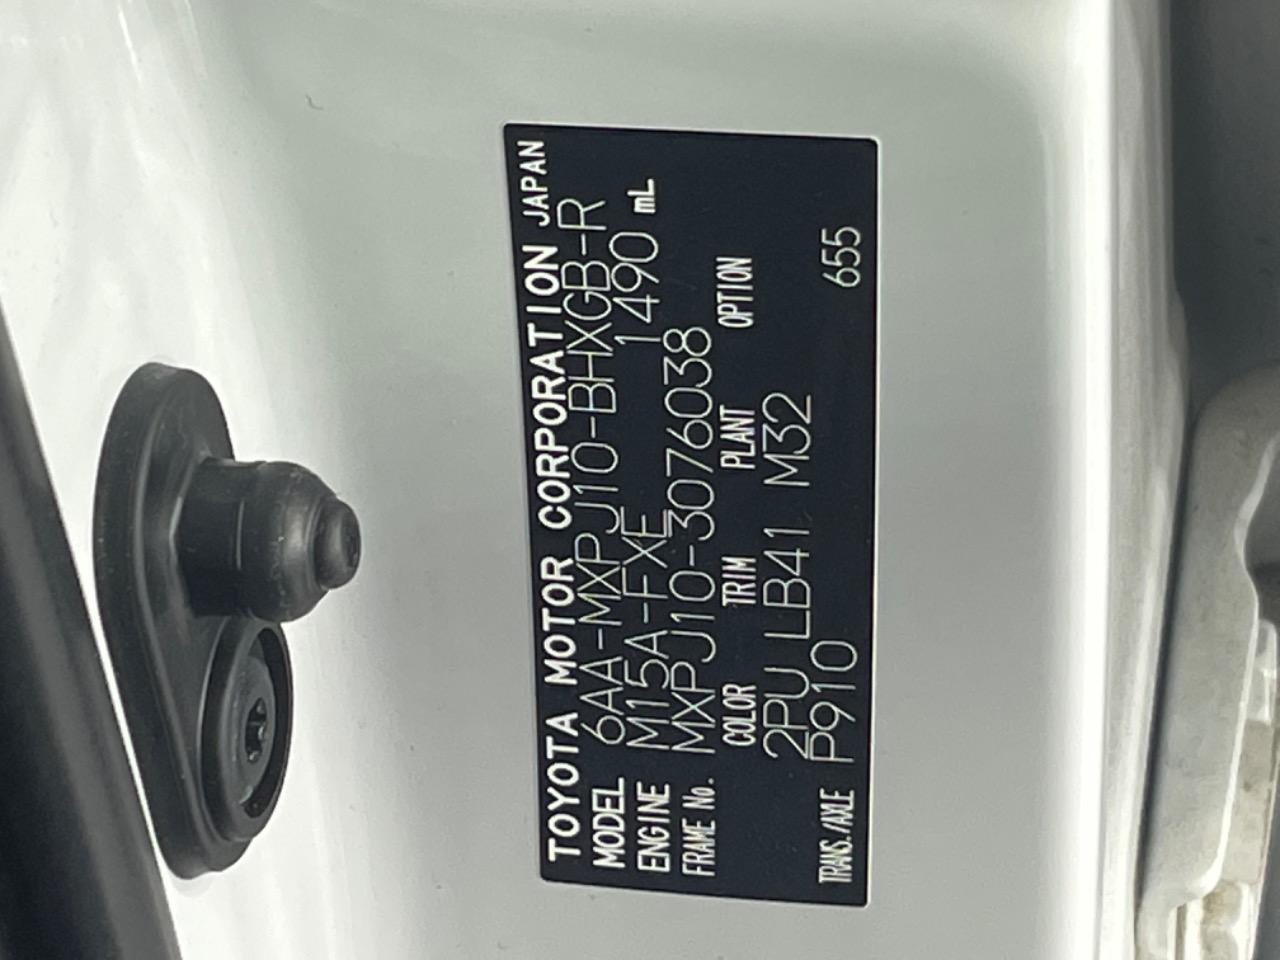 TOYOTA MOTOR CORPORATION JAPAN
MODEL 6AA-MXPJ10-BHXGB-R
ENGINE M15A-FXE 1490 mL
FRAME No. MXPJ10-3076038
COLOR TRIM PLANT OPTION
2PU LB41 M32
TRANS./AXLE P910 655